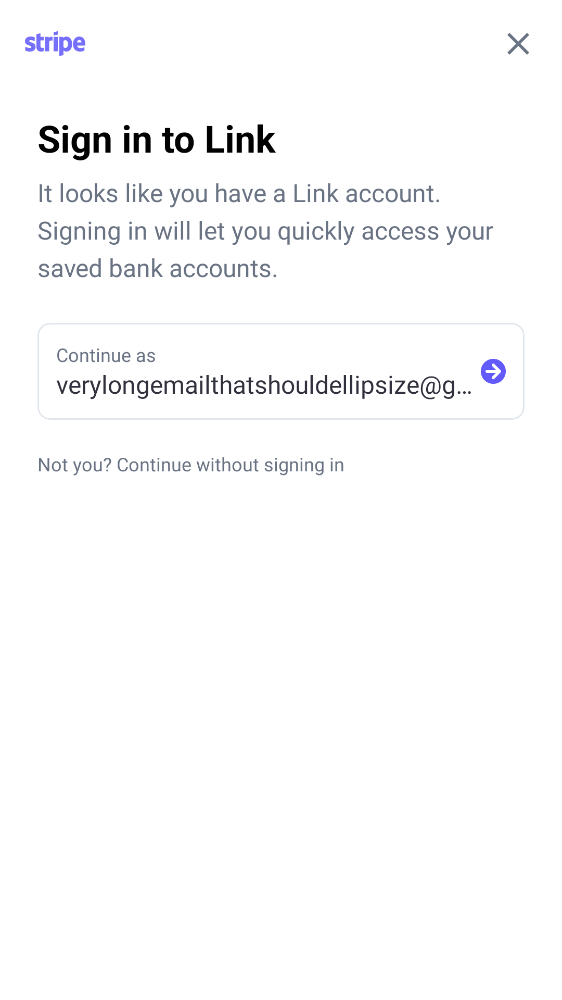 stripe
Sign in to Link
It looks like you have a Link account.
Signing in will let you quickly access your
saved bank accounts.
Continue as
verylongemailthatshouldellipsize@g...
Not you? Continue without signing in